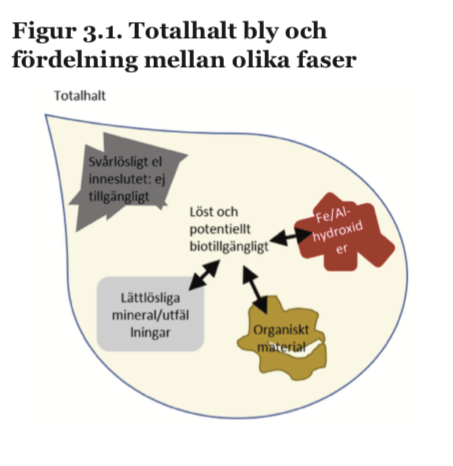 Figur 3.1. Totalhalt bly och
fördelning mellan olika faser
Totalhalt
Svårlösligt el
inneslutet: ej
tillgängligt
Löst och
potentiellt
biotillgängligt
Fe/Al-
hydroxid
er
Lättlösliga
mineral/utfäl
lningar
Organiskt
material